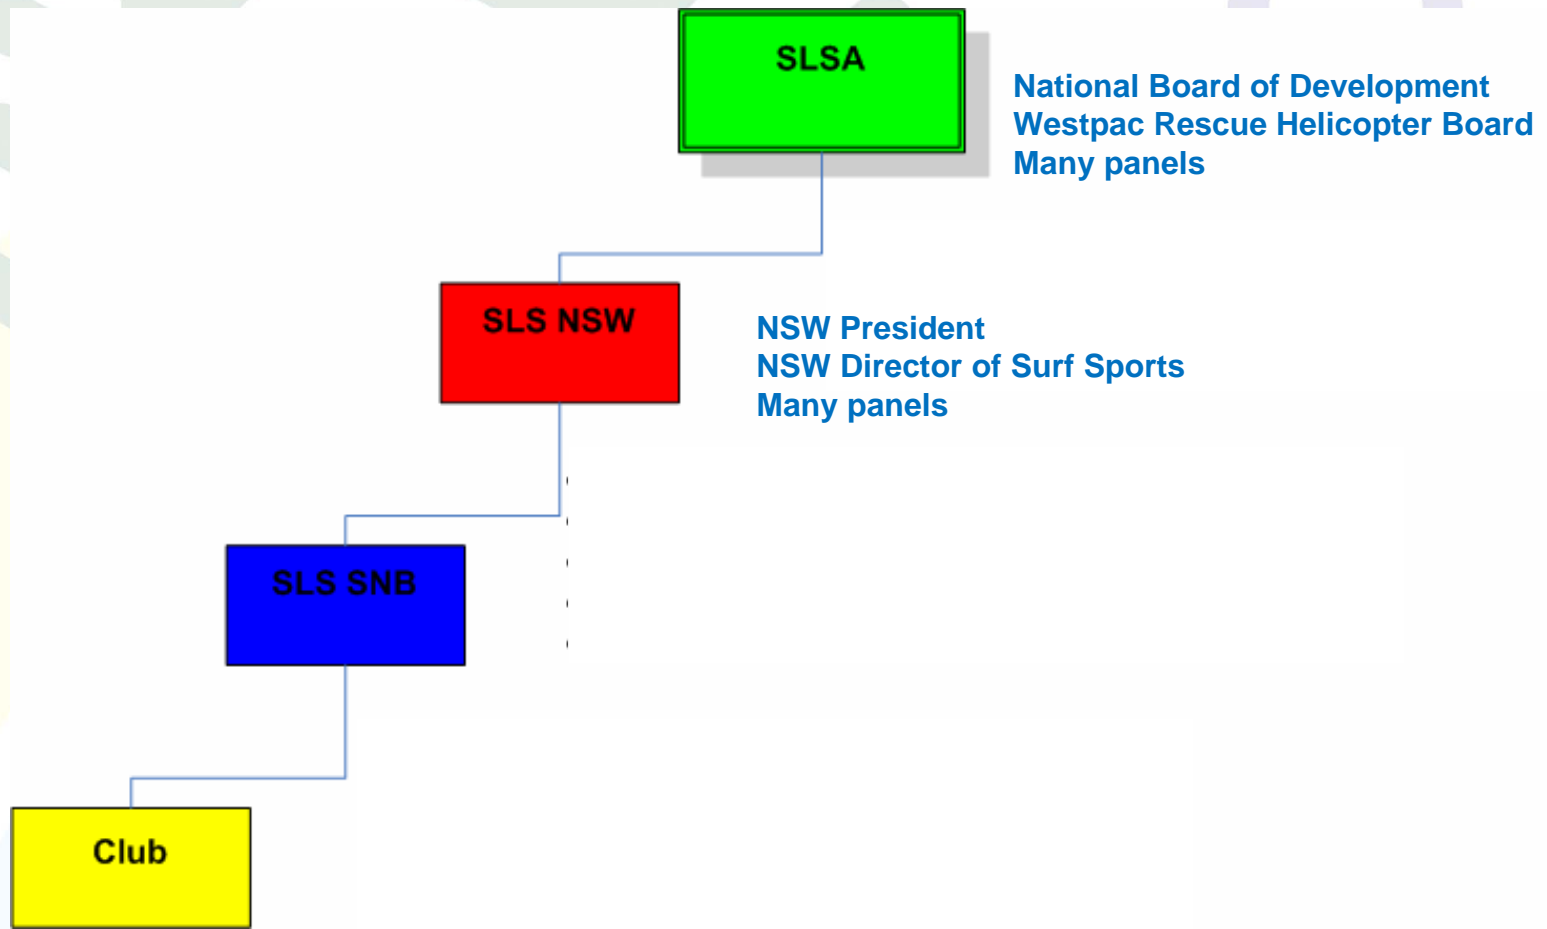 SLSA
National Board of Development
Westpac Rescue Helicopter Board
Many panels
SLS NSW
NSW President
NSW Director of Surf Sports
Many panels
SLS SNB
Club